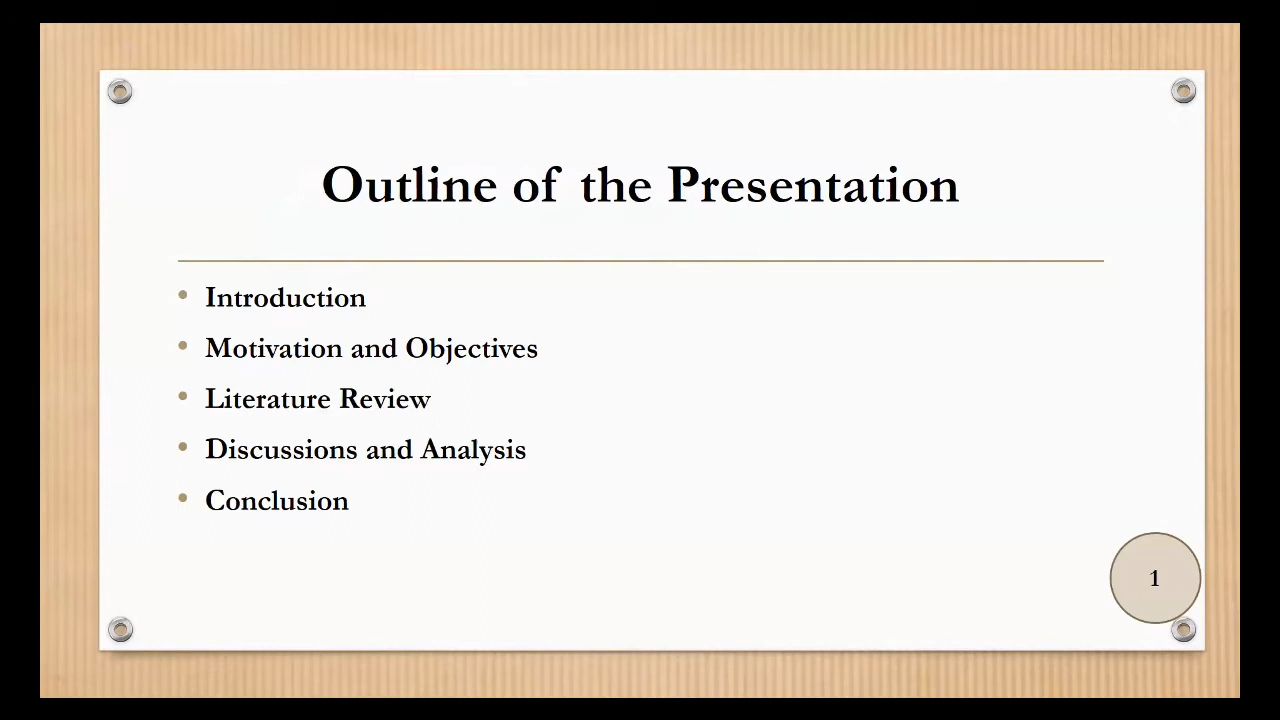 Outline of the Presentation
Introduction
Motivation and Objectives
Literature Review
Discussions and Analysis
Conclusion
1